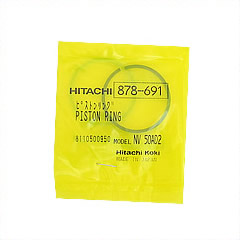 HITACHI 878-691
ピストンリング
PISTON RING
8110500950 MODEL NV 50AD2
Hitachi Koki
MADE IN JAPAN